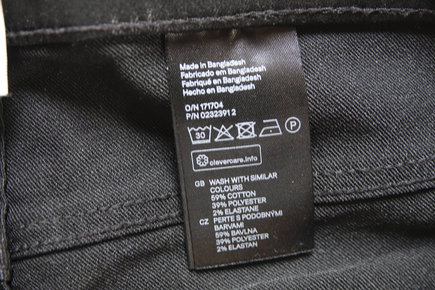 Made in Bangladesh
Fabricado em Bangladesh
Fabriqué en Bangladesh
Hecho en Bangladesh
O/N 171704
P/N 0232391 2
30
P
clevercare.info
GB WASH WITH SIMILAR
COLOURS
59% COTTON
39% POLYESTER
2% ELASTANE
CZ PERTE S PODOBNÝMI
BARVAMI
59% BAVLNA
39% POLYESTER
2% ELASTAN